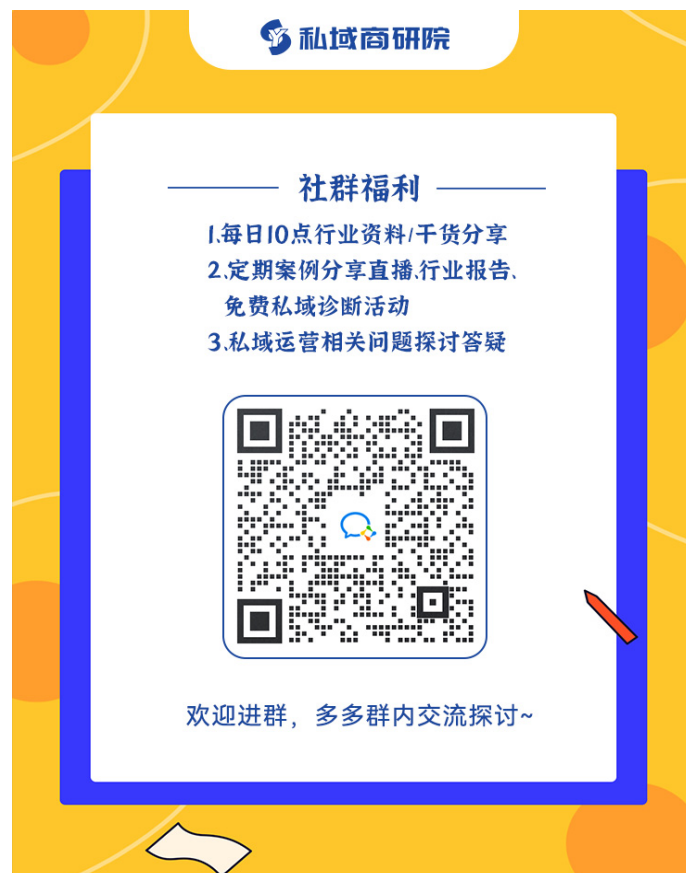 私域商研院
社群福利
1.每日10点行业资料/干货分享
2.定期案例分享直播、行业报告、
免费私域诊断活动
3.私域运营相关问题探讨答疑
欢迎进群，多多群内交流探讨~